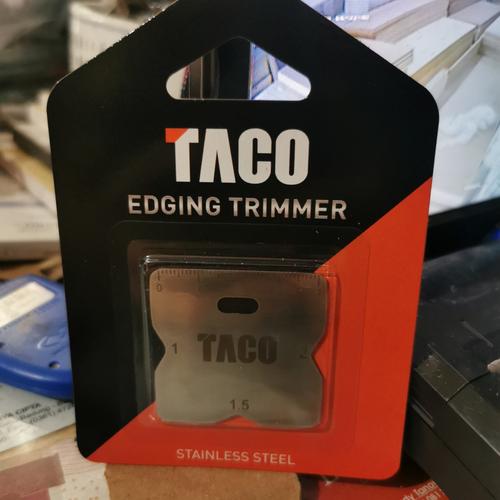 TACO
EDGING TRIMMER
0
TACO
1
2
1.5
STAINLESS STEEL